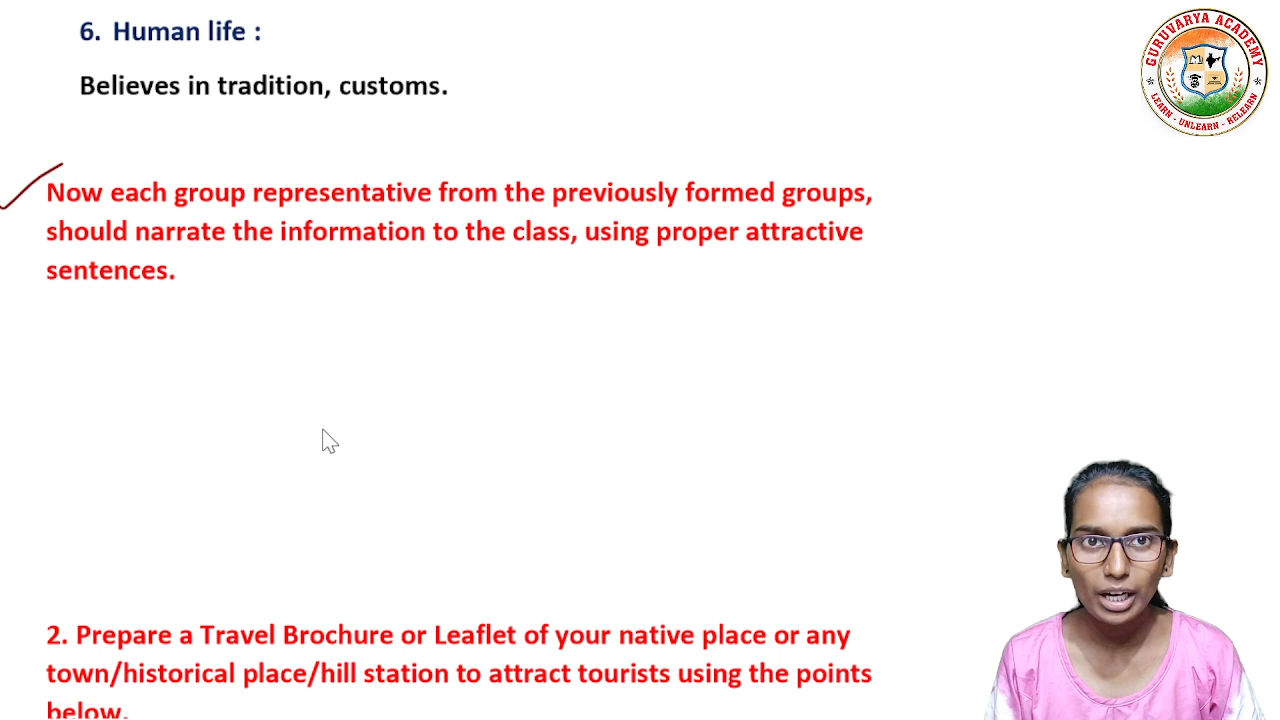 6. Human life :
Believes in tradition, customs.
Now each group representative from the previously formed groups,
should narrate the information to the class, using proper attractive
sentences.
2. Prepare a Travel Brochure or Leaflet of your native place or any
town/historical place/hill station to attract tourists using the points
below.
GURUVARYA ACADEMY
LEARN - UNLEARN - RELEARN